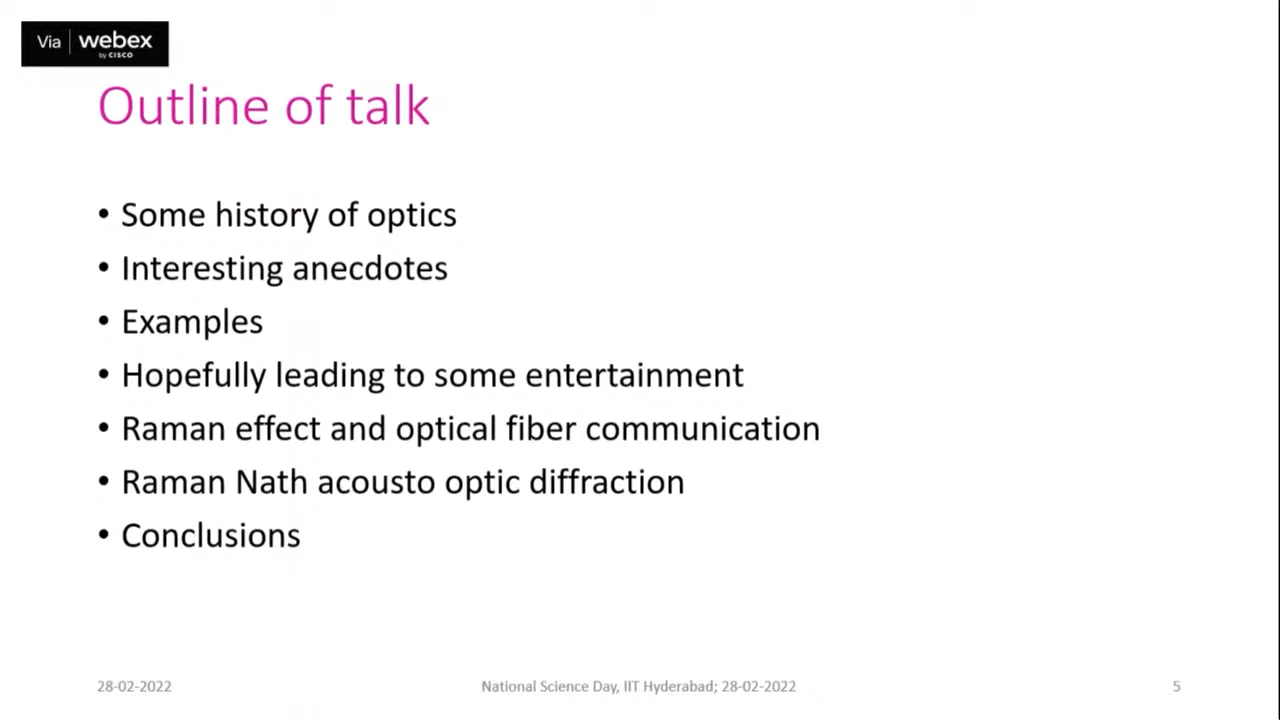 Via | webex
by CISCO
Outline of talk
• Some history of optics
• Interesting anecdotes
• Examples
• Hopefully leading to some entertainment
• Raman effect and optical fiber communication
• Raman Nath acousto optic diffraction
• Conclusions
28-02-2022 National Science Day, IIT Hyderabad; 28-02-2022 5